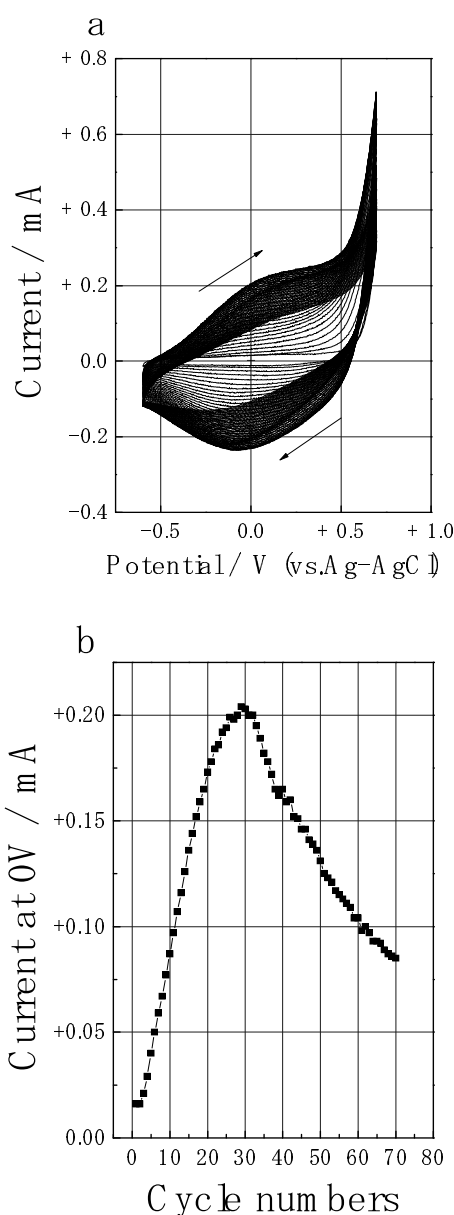 a
+ 0.8
+ 0.6
+ 0.4
+ 0.2
0.0
−0.2
−0.4
Current / mA
−0.5 0.0 + 0.5 + 1.0
Potential / V (vs.Ag−AgCl)
b
+0.20
+0.15
+0.10
+0.05
0.00
Current at 0V / mA
0 10 20 30 40 50 60 70 80
Cycle numbers